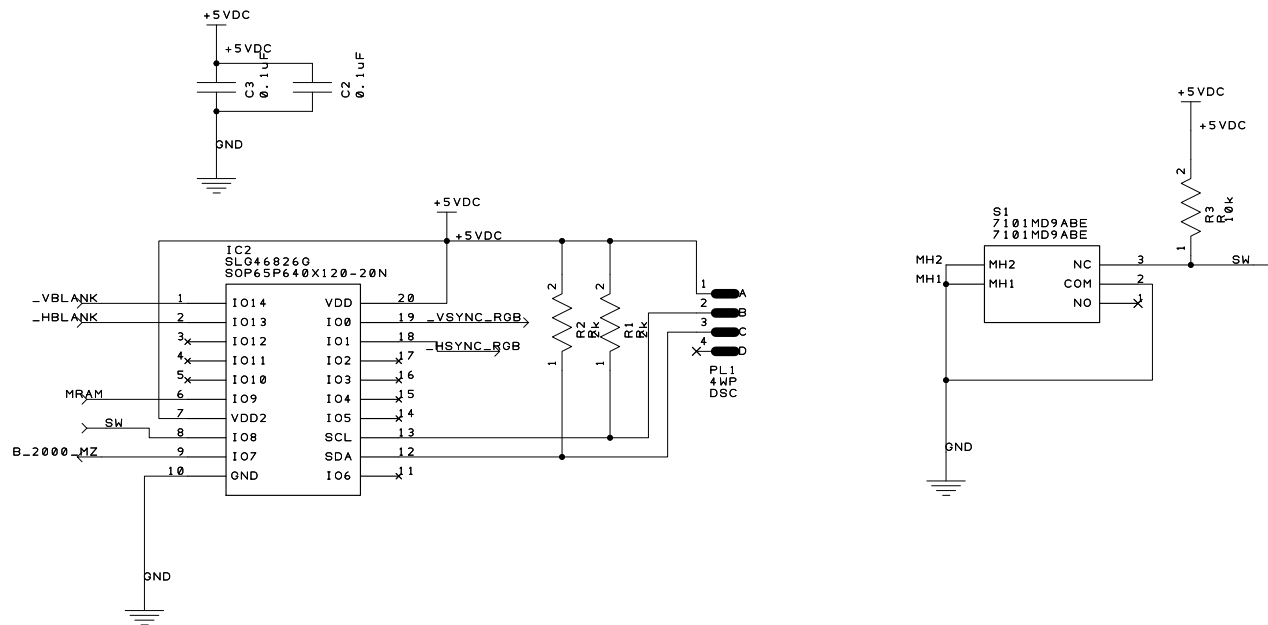 +5VDC
+5VDC
C3
0.1uF
C2
0.1uF
GND
+5VDC
+5VDC
2
R3
R
10k
1
S1
7101MD9ABE
7101MD9ABE
MH2
MH1
MH2
MH1
NC
COM
NO
3
2
1
SW
GND
+5VDC
+5VDC
IC2
SLG46826G
SOP65P640X120-20N
_VBLANK 1 IO14 VDD 20
_HBLANK 2 IO13 IO0 19 _VSYNC_RGB
3 IO12 IO1 18 _HSYNC_RGB
4 IO11 IO2 17
5 IO10 IO3 16
MRAM 6 IO9 IO4 15
7 VDD2 IO5 14
SW 8 IO8 SCL 13
B_2000_MZ 9 IO7 SDA 12
10 GND IO6 11
GND
2
R2
R
2k
1
2
R1
R
2k
1
1 A
2 B
3 C
4 D
PL1
4WP
DSC